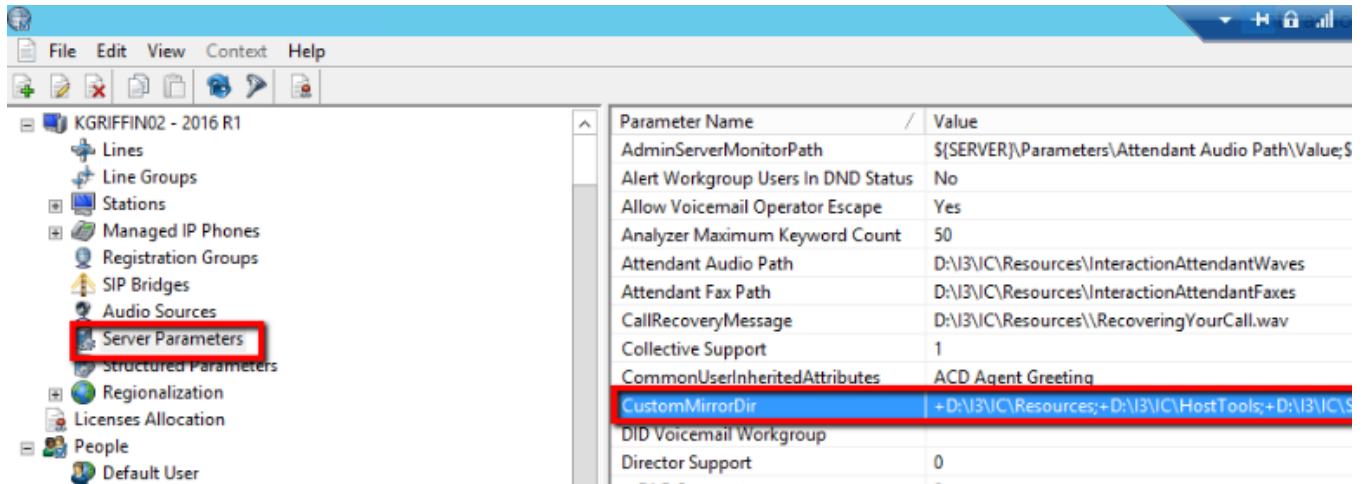 File Edit View Context Help
KGRIFFIN02 - 2016 R1
Lines
Line Groups
Stations
Managed IP Phones
Registration Groups
SIP Bridges
Audio Sources
Server Parameters
Structured Parameters
Regionalization
Licenses Allocation
People
Default User
Parameter Name / Value
AdminServerMonitorPath ${SERVER}\Parameters\Attendant Audio Path\Value;$
Alert Workgroup Users In DND Status No
Allow Voicemail Operator Escape Yes
Analyzer Maximum Keyword Count 50
Attendant Audio Path D:\I3\IC\Resources\InteractionAttendantWaves
Attendant Fax Path D:\I3\IC\Resources\InteractionAttendantFaxes
CallRecoveryMessage D:\I3\IC\Resources\\RecoveringYourCall.wav
Collective Support 1
CommonUserInheritedAttributes ACD Agent Greeting
CustomMirrorDir +D:\I3\IC\Resources;+D:\I3\IC\HostTools;+D:\I3\IC\S
DID Voicemail Workgroup
Director Support 0